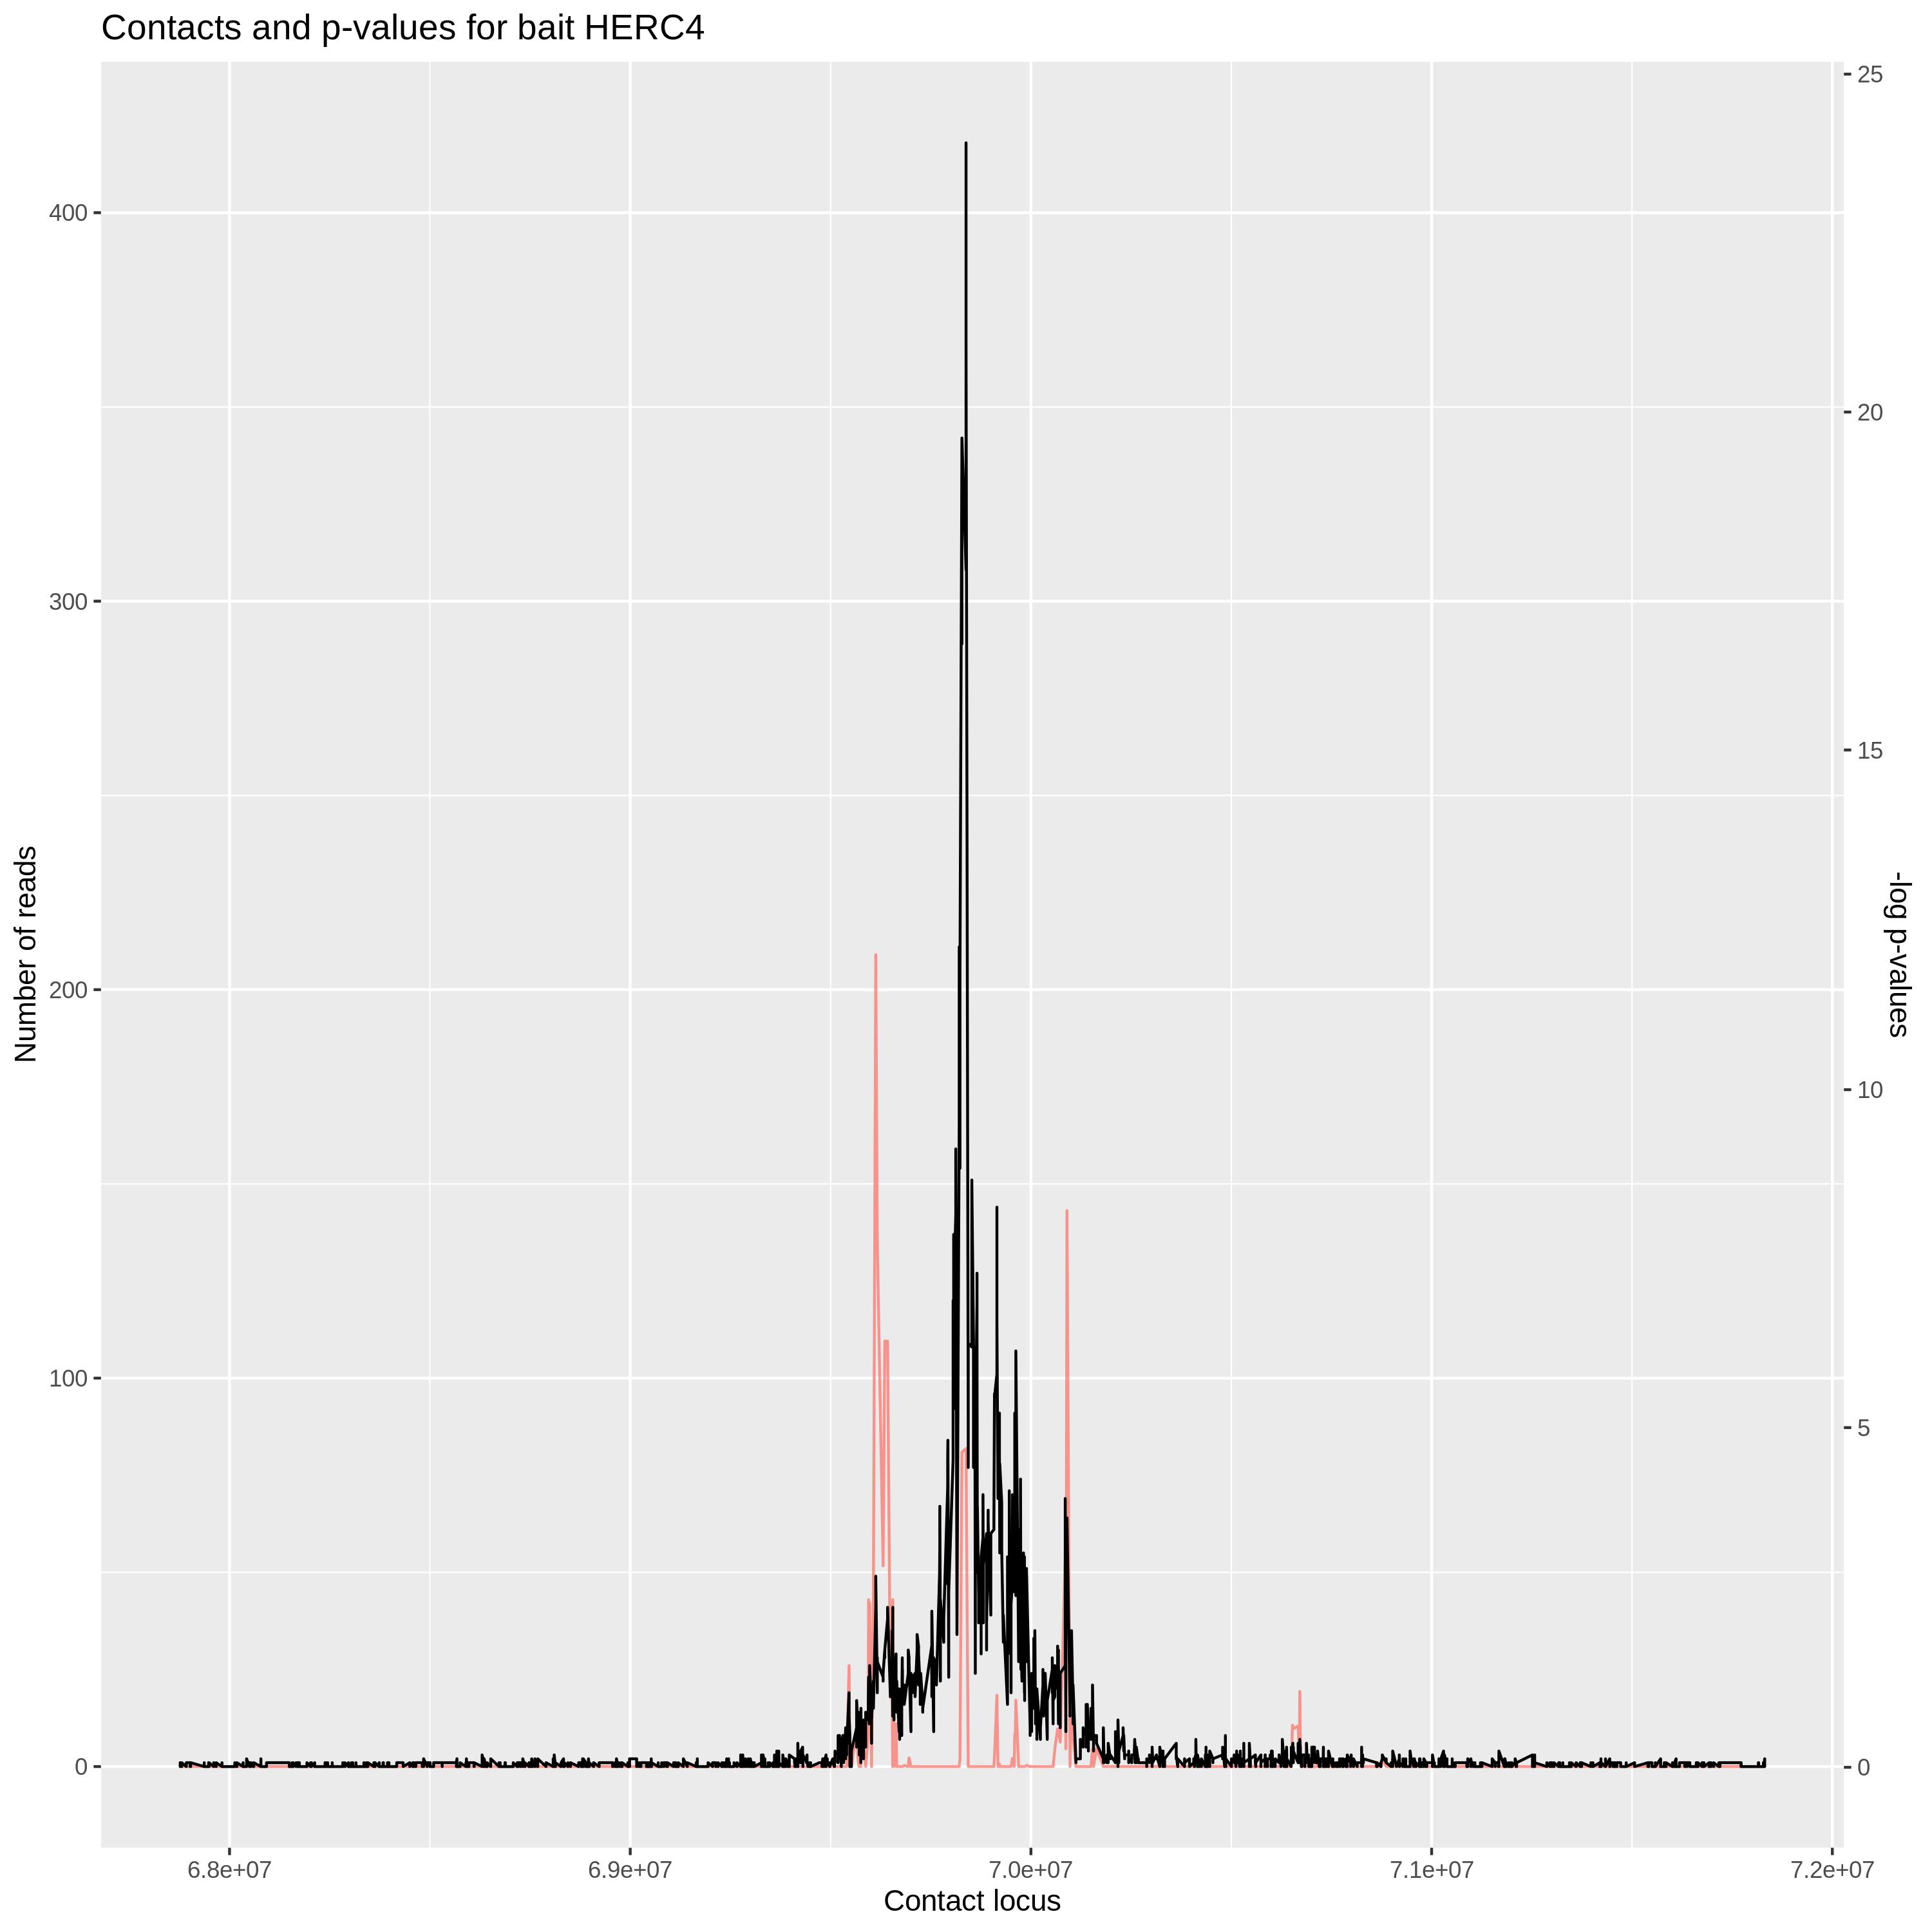 Contacts and p-values for bait HERC4
Number of reads
400
300
200
100
0
25
20
15
10
5
0
-log p-values
6.8e+07
6.9e+07
7.0e+07
7.1e+07
7.2e+07
Contact locus